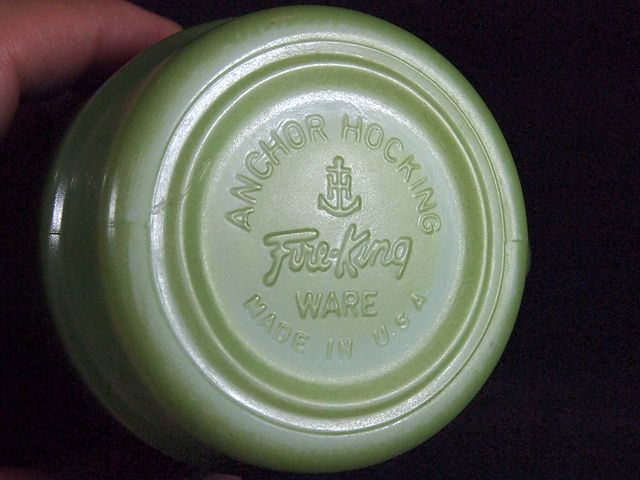 ANCHOR HOCKING
Fire-King
WARE
MADE IN U.S.A